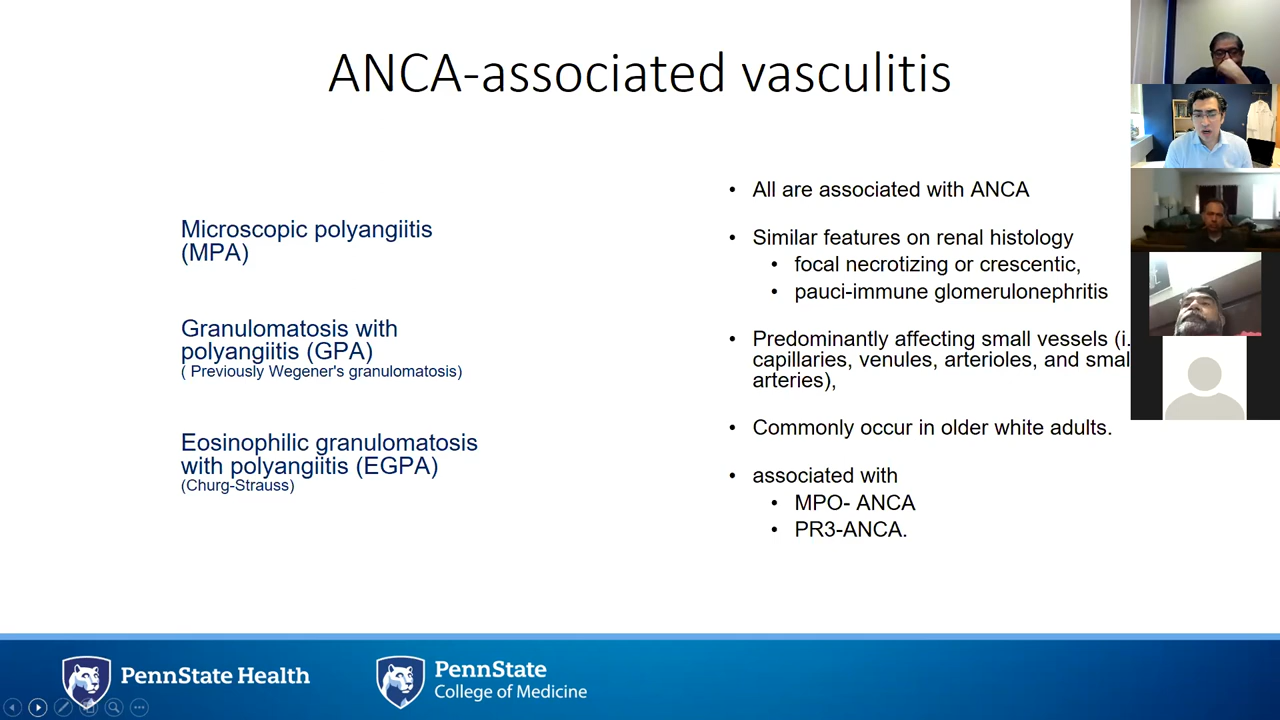 ANCA-associated vasculitis
Microscopic polyangiitis
(MPA)
Granulomatosis with
polyangiitis (GPA)
( Previously Wegener's granulomatosis)
Eosinophilic granulomatosis
with polyangiitis (EGPA)
(Churg-Strauss)
• All are associated with ANCA
• Similar features on renal histology
• focal necrotizing or crescentic,
• pauci-immune glomerulonephritis
• Predominantly affecting small vessels (i.
capillaries, venules, arterioles, and smal
arteries),
• Commonly occur in older white adults.
• associated with
• MPO- ANCA
• PR3-ANCA.
PennState Health
PennState
College of Medicine